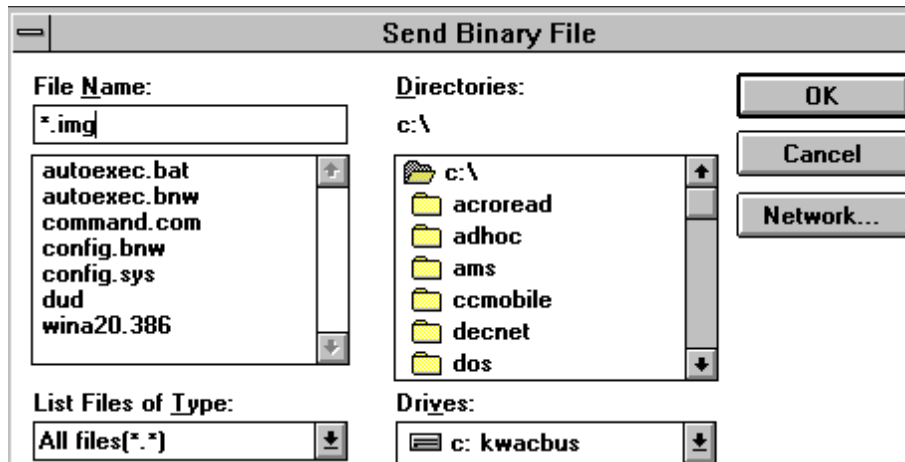 Send Binary File
File Name:
*.img
autoexec.bat
autoexec.bnw
command.com
config.bnw
config.sys
dud
wina20.386
List Files of Type:
All files(*.*)
Directories:
c:\
c:\
acroread
adhoc
ams
ccmobile
decnet
dos
Drives:
c: kwacbus
OK
Cancel
Network...